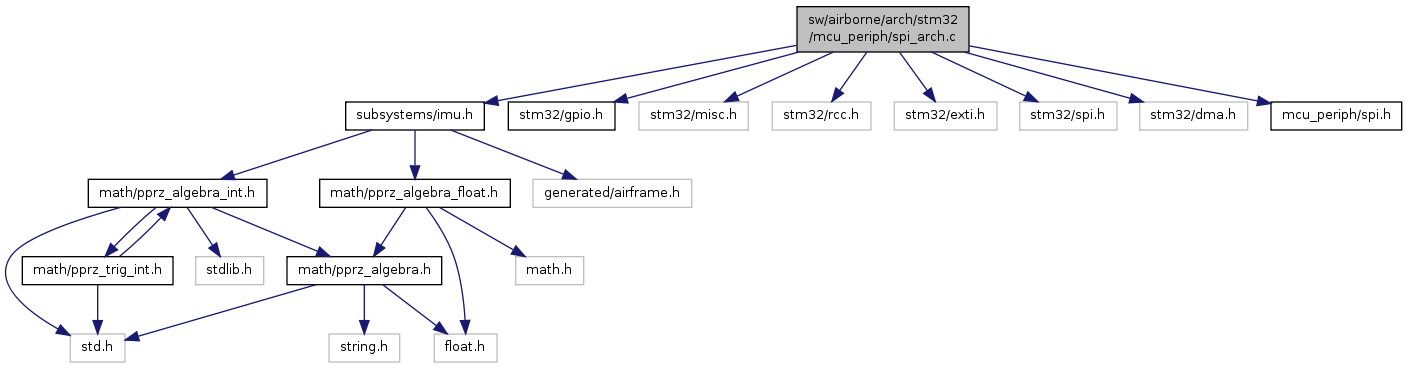 sw/airborne/arch/stm32
/mcu_periph/spi_arch.c
subsystems/imu.h
stm32/gpio.h
stm32/misc.h
stm32/rcc.h
stm32/exti.h
stm32/spi.h
stm32/dma.h
mcu_periph/spi.h
math/pprz_algebra_int.h
math/pprz_algebra_float.h
generated/airframe.h
math/pprz_trig_int.h
stdlib.h
math/pprz_algebra.h
math.h
std.h
string.h
float.h